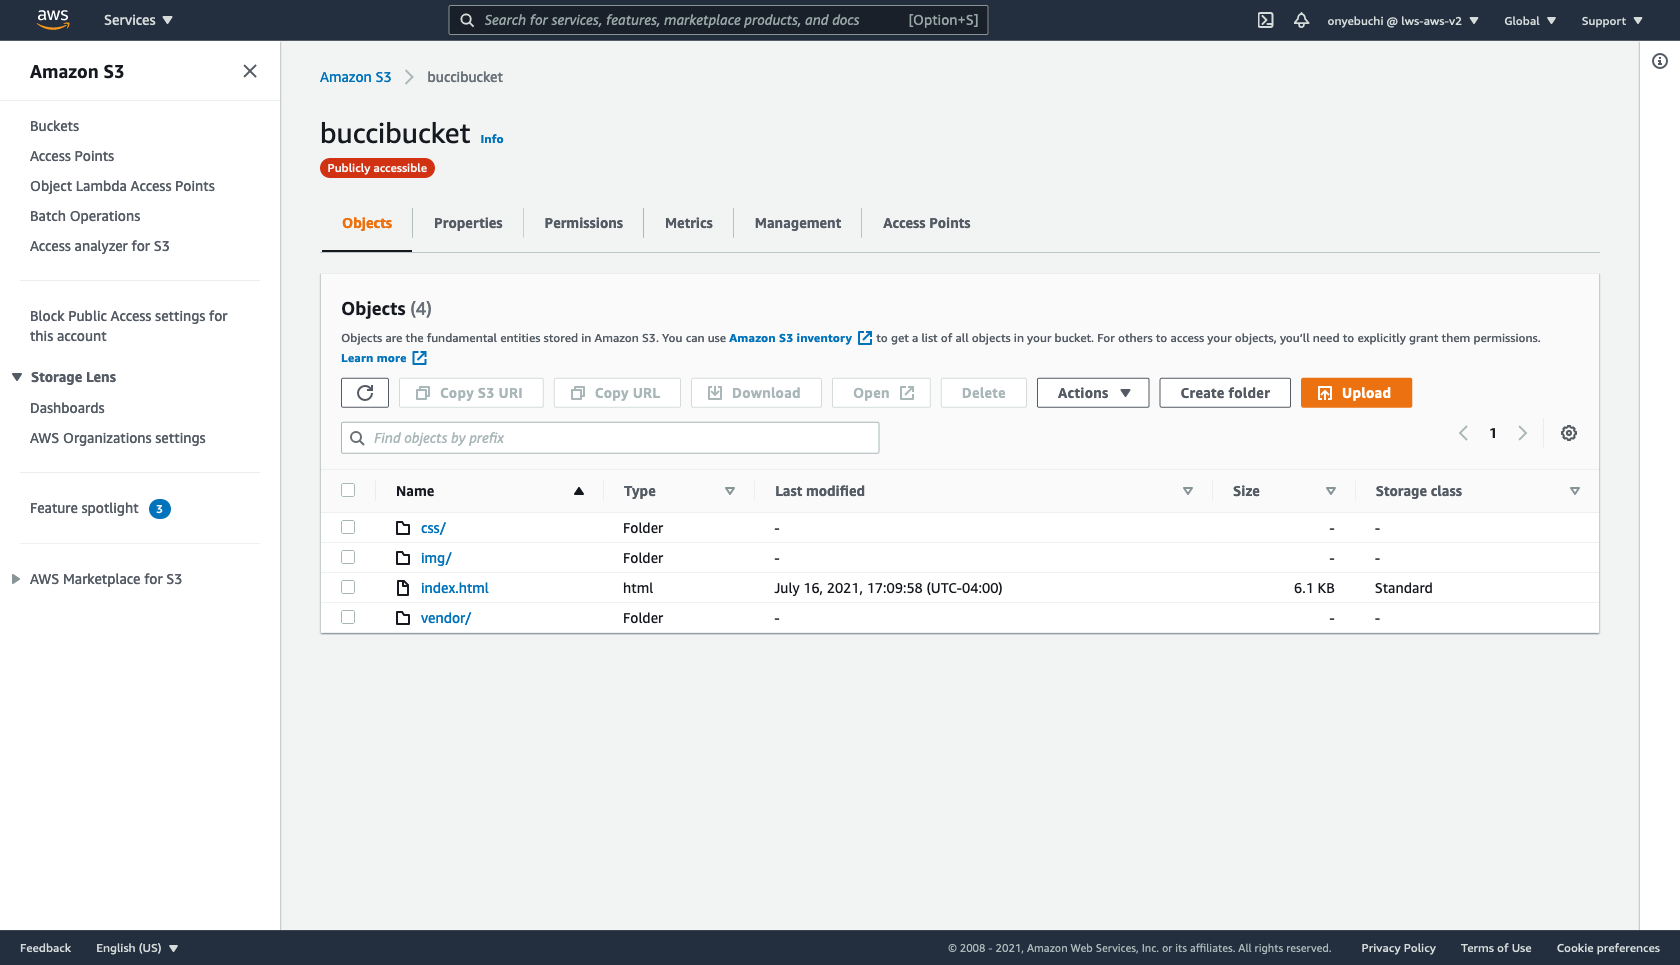 aws
Services
Search for services, features, marketplace products, and docs [Option+S]
onyebuchi @ lws-aws-v2
Global
Support
Amazon S3
Buckets
Access Points
Object Lambda Access Points
Batch Operations
Access analyzer for S3
Block Public Access settings for
this account
Storage Lens
Dashboards
AWS Organizations settings
Feature spotlight 3
AWS Marketplace for S3
Amazon S3 buccibucket
buccibucket Info
Publicly accessible
Objects Properties Permissions Metrics Management Access Points
Objects (4)
Objects are the fundamental entities stored in Amazon S3. You can use Amazon S3 inventory to get a list of all objects in your bucket. For others to access your objects, you’ll need to explicitly grant them permissions.
Learn more
Copy S3 URI Copy URL Download Open Delete Actions Create folder Upload
Find objects by prefix
1
Name Type Last modified Size Storage class
css/ Folder - - -
img/ Folder - - -
index.html html July 16, 2021, 17:09:58 (UTC-04:00) 6.1 KB Standard
vendor/ Folder - - -
Feedback English (US) © 2008 - 2021, Amazon Web Services, Inc. or its affiliates. All rights reserved. Privacy Policy Terms of Use Cookie preferences